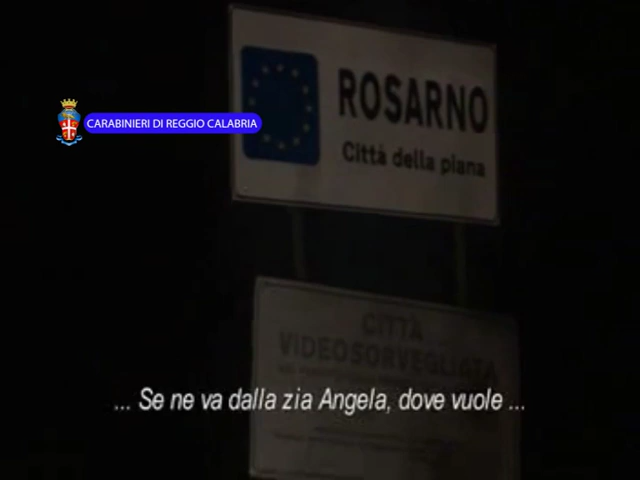 ROSARNO
Città della piana
CARABINIERI DI REGGIO CALABRIA
CITTÀ
VIDEOSORVEGLIATA
... Se ne va dalla zia Angela, dove vuole ...